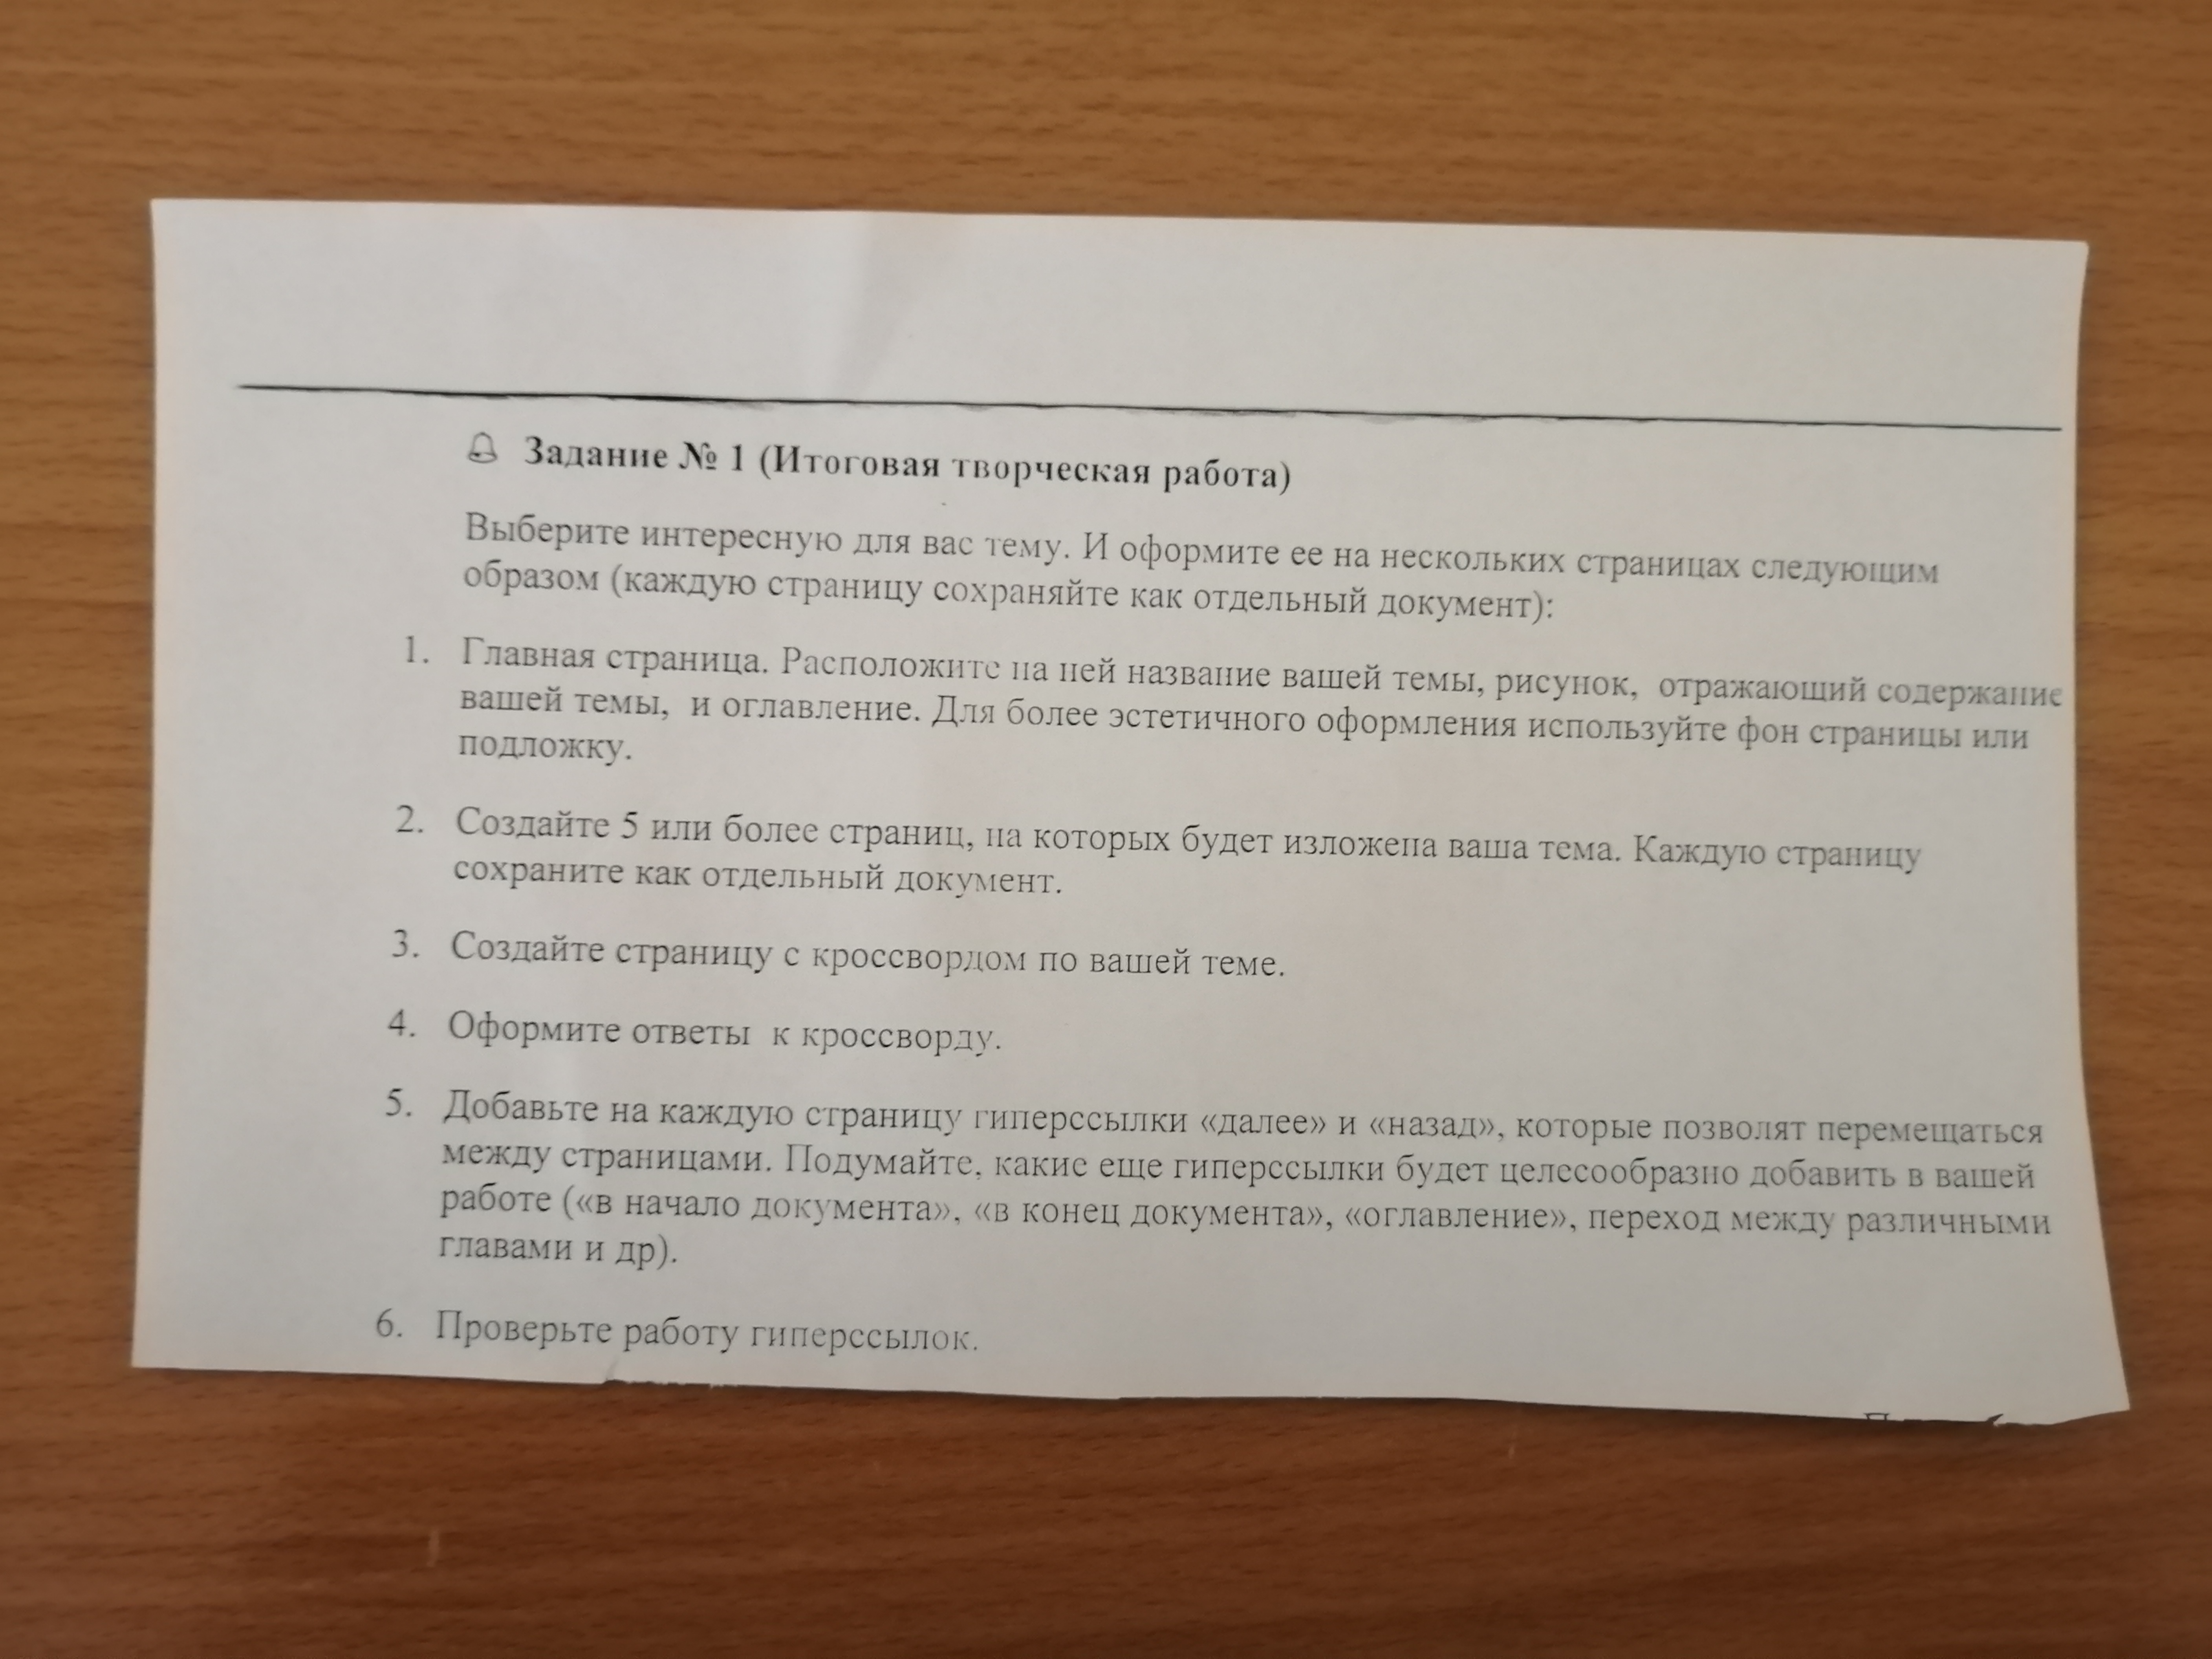 Задание № 1 (Итоговая творческая работа)
Выберите интересную для вас тему. И оформите ее на нескольких страницах следующим
образом (каждую страницу сохраняйте как отдельный документ):
1. Главная страница. Расположите на ней название вашей темы, рисунок, отражающий содержание
вашей темы, и оглавление. Для более эстетичного оформления используйте фон страницы или
подложку.
2. Создайте 5 или более страниц, на которых будет изложена ваша тема. Каждую страницу
сохраните как отдельный документ.
3. Создайте страницу с кроссвордом по вашей теме.
4. Оформите ответы к кроссворду.
5. Добавьте на каждую страницу гиперссылки «далее» и «назад», которые позволят перемещаться
между страницами. Подумайте, какие еще гиперссылки будет целесообразно добавить в вашей
работе («в начало документа», «в конец документа», «оглавление», переход между различными
главами и др).
6. Проверьте работу гиперссылок.